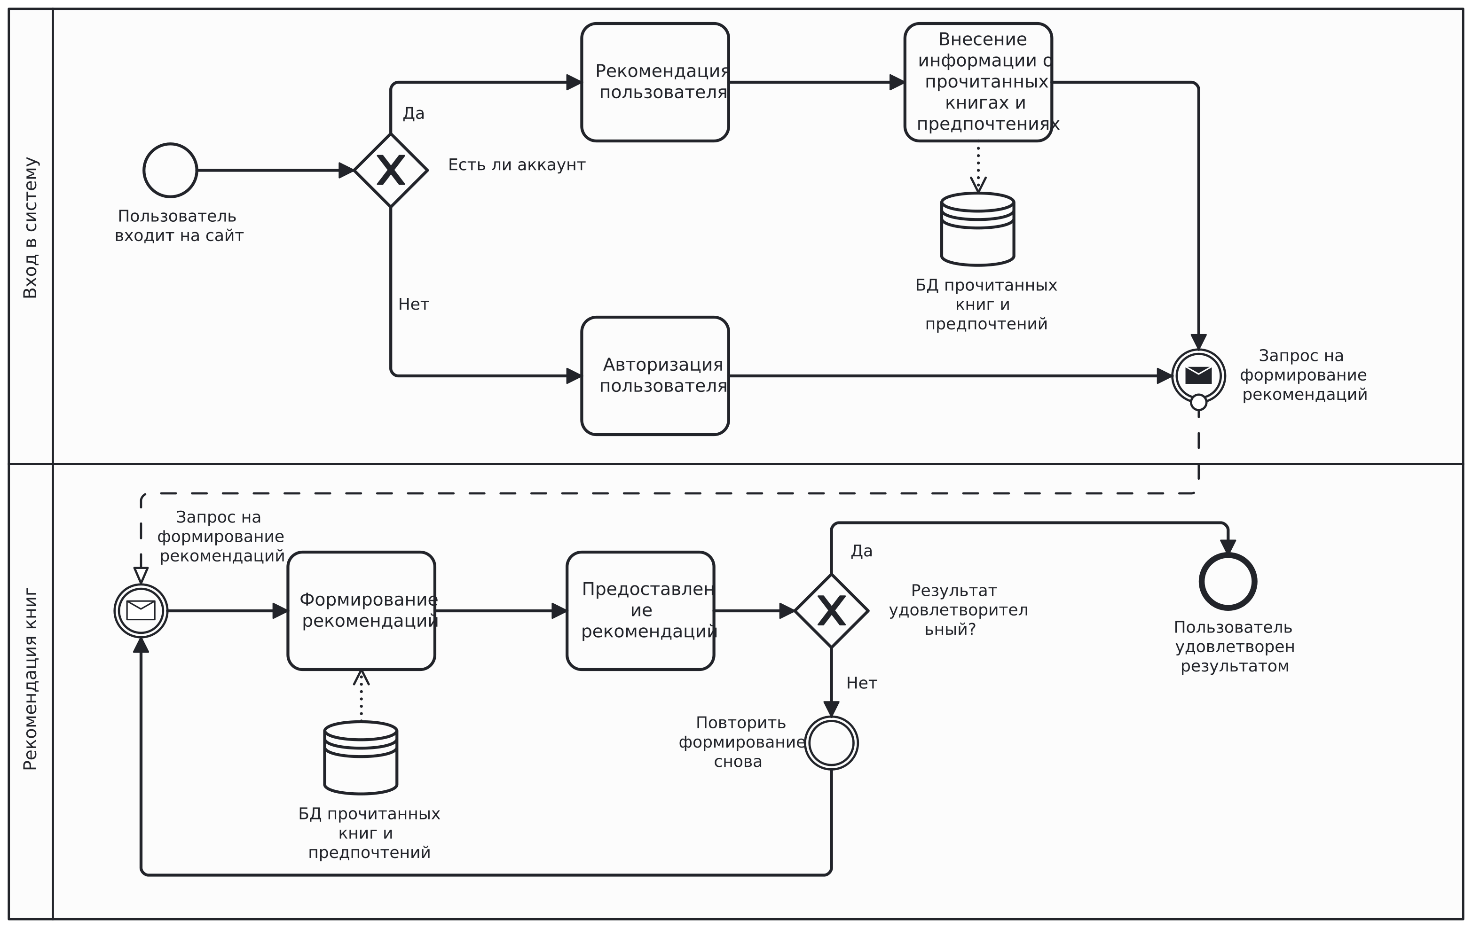 Вход в систему
Пользователь
входит на сайт
Да
Есть ли аккаунт
Нет
Рекомендация
пользователя
Внесение
информации о
прочитанных
книгах и
предпочтениях
БД прочитанных
книг и
предпочтений
Авторизация
пользователя
Запрос на
формирование
рекомендаций
Рекомендация книг
Запрос на
формирование
рекомендаций
Формирование
рекомендаций
БД прочитанных
книг и
предпочтений
Предоставлен
ие
рекомендаций
Да
Результат
удовлетворител
ьный?
Нет
Повторить
формирование
снова
Пользователь
удовлетворен
результатом